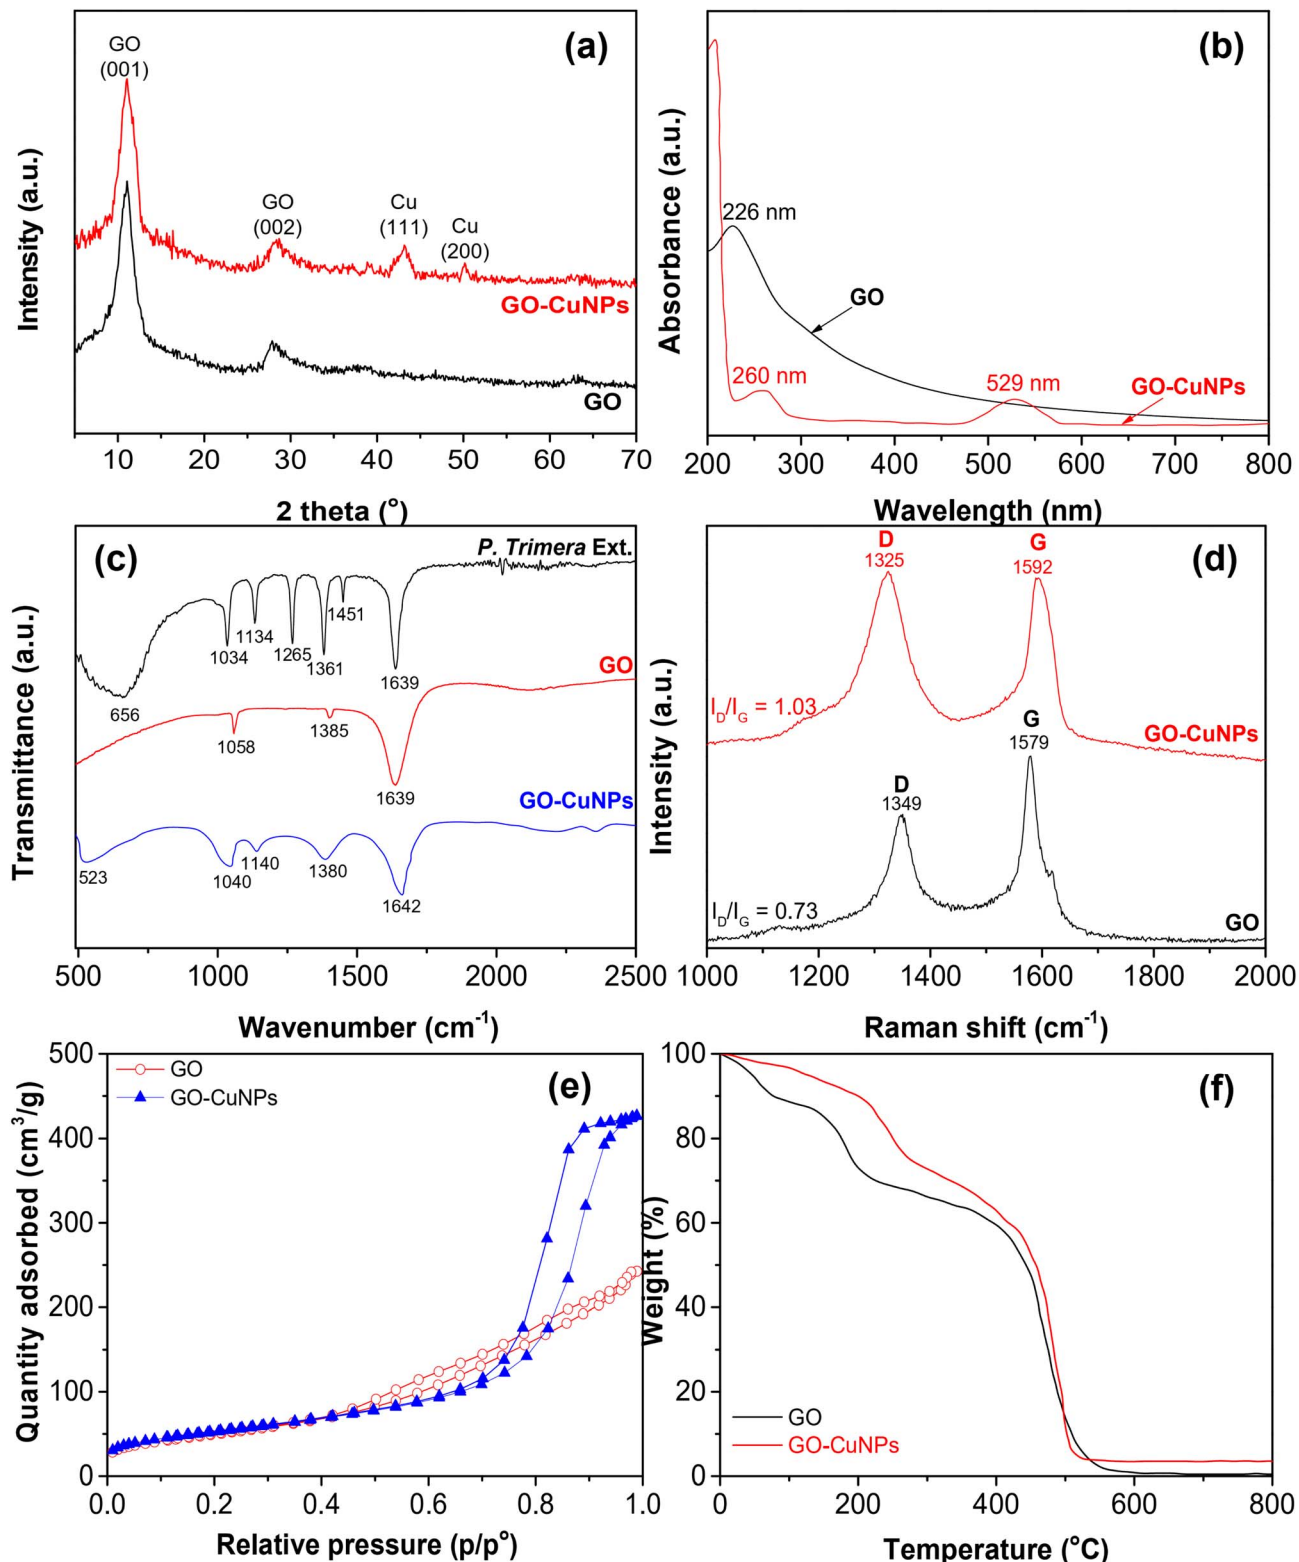 (a)
GO
(001)
GO
(002)
Cu
(111)
Cu
(200)
GO-CuNPs
GO
Intensity (a.u.)
10 20 30 40 50 60 70
2 theta (°)
(b)
226 nm
GO
260 nm
529 nm
GO-CuNPs
Absorbance (a.u.)
200 300 400 500 600 700 800
Wavelength (nm)
(c)
P. Trimera Ext.
656
1034
1134
1265
1361
1451
1639
GO
1058
1385
1639
GO-CuNPs
523
1040
1140
1380
1642
Transmittance (a.u.)
500 1000 1500 2000 2500
Wavenumber (cm⁻¹)
(d)
D
1325
G
1592
I_D/I_G = 1.03
GO-CuNPs
G
1579
D
1349
I_D/I_G = 0.73
GO
Intensity (a.u.)
1000 1200 1400 1600 1800 2000
Raman shift (cm⁻¹)
(e)
GO
GO-CuNPs
500
400
300
200
100
0
Quantity adsorbed (cm³/g)
0.0 0.2 0.4 0.6 0.8 1.0
Relative pressure (p/p°)
(f)
100
80
60
40
20
0
Weight (%)
GO
GO-CuNPs
0 200 400 600 800
Temperature (°C)